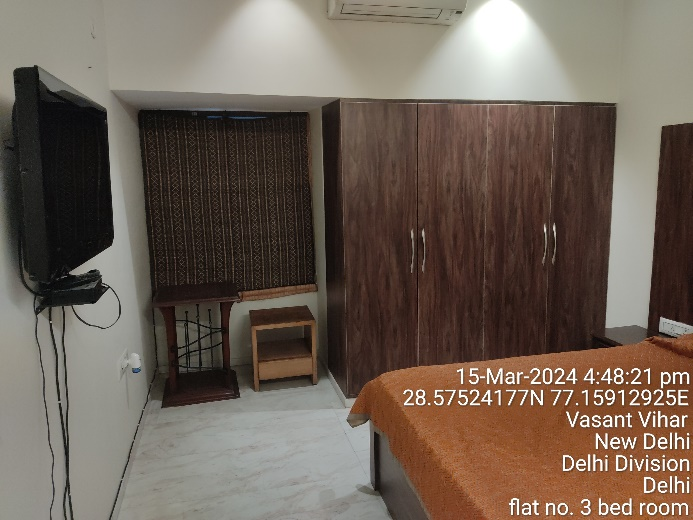 15-Mar-2024 4:48:21 pm
28.57524177N 77.15912925E
Vasant Vihar
New Delhi
Delhi Division
Delhi
flat no. 3 bed room